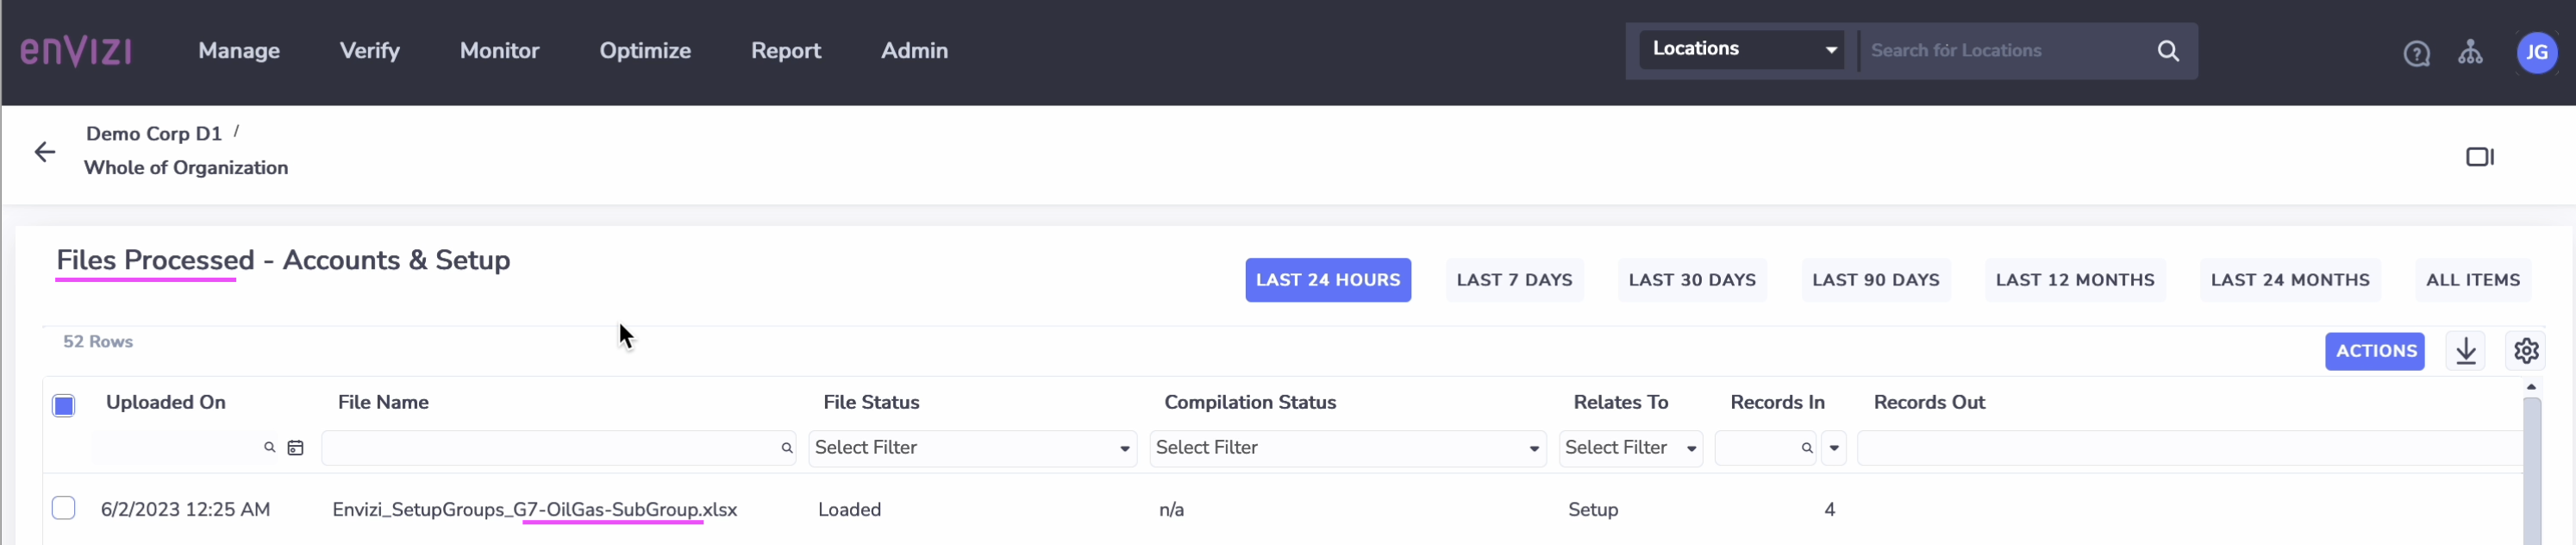 enVIZI Manage Verify Monitor Optimize Report Admin Locations Search for Locations JG
Demo Corp D1 /
Whole of Organization
Files Processed - Accounts & Setup
LAST 24 HOURS LAST 7 DAYS LAST 30 DAYS LAST 90 DAYS LAST 12 MONTHS LAST 24 MONTHS ALL ITEMS
52 Rows ACTIONS
Uploaded On File Name File Status Compilation Status Relates To Records In Records Out
Select Filter Select Filter Select Filter
6/2/2023 12:25 AM Envizi_SetupGroups_G7-OilGas-SubGroup.xlsx Loaded n/a Setup 4